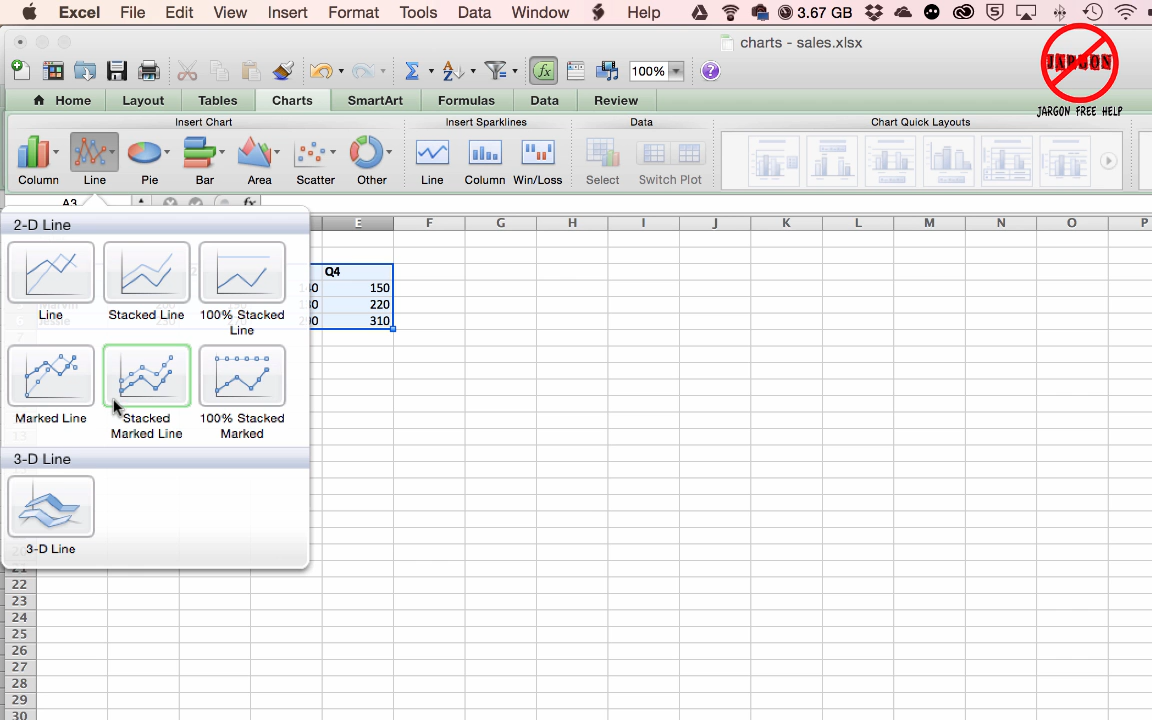 Excel File Edit View Insert Format Tools Data Window Help 3.67 GB
charts - sales.xlsx
JARGON
JARGON FREE HELP
fx 100% ?
Home Layout Tables Charts SmartArt Formulas Data Review
Insert Chart Insert Sparklines Data Chart Quick Layouts
Column Line Pie Bar Area Scatter Other Line Column Win/Loss Select Switch Plot
A3 fx
2-D Line
E F G H I J K L M N O P
Q4
150
220
310
Line Stacked Line 100% Stacked Line
Marked Line Stacked Marked Line 100% Stacked Marked
3-D Line
3-D Line
22
23
24
25
26
27
28
29
30